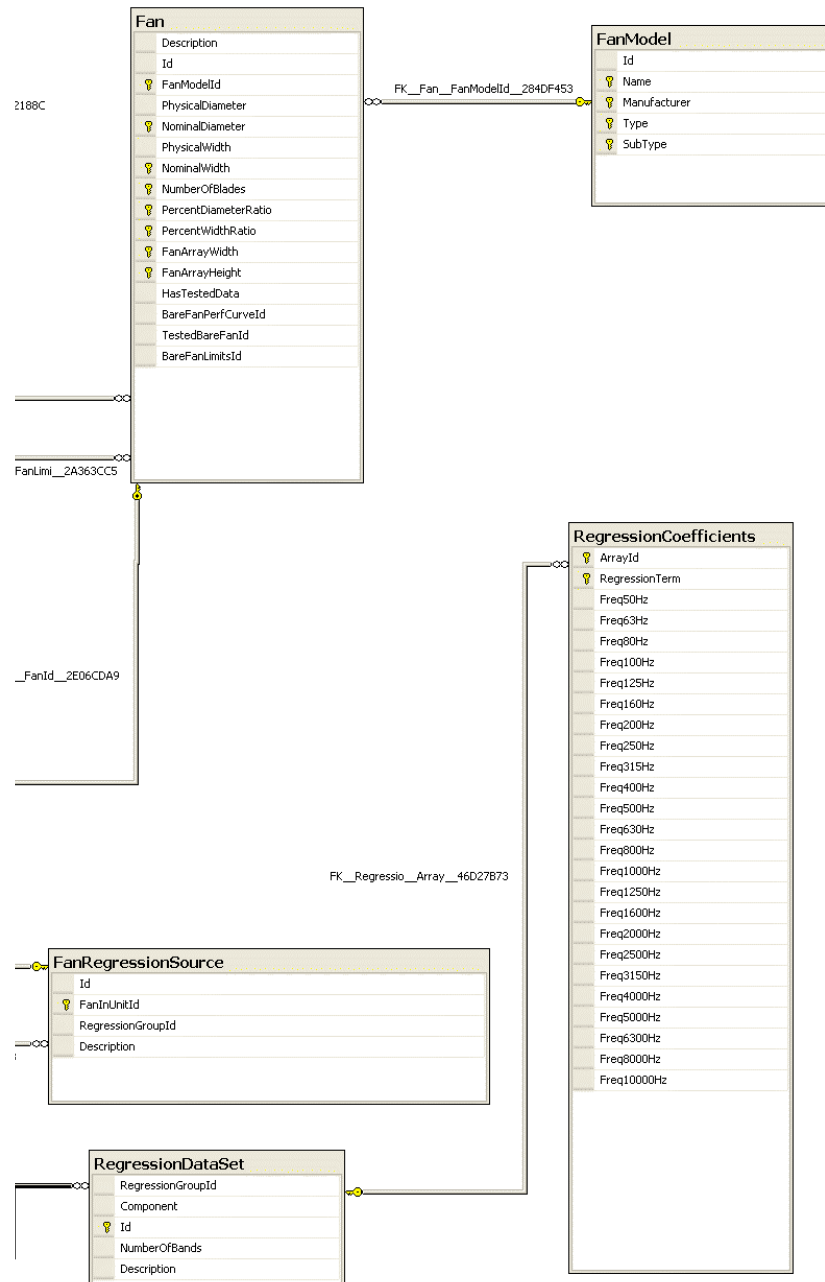 Fan
Description
Id
FanModelId
PhysicalDiameter
NominalDiameter
PhysicalWidth
NominalWidth
NumberOfBlades
PercentDiameterRatio
PercentWidthRatio
FanArrayWidth
FanArrayHeight
HasTestedData
BareFanPerfCurveId
TestedBareFanId
BareFanLimitsId
2188C
FK__Fan__FanModelId__284DF453
FanModel
Id
Name
Manufacturer
Type
SubType
FanLimi__2A363CC5
__FanId__2E06CDA9
RegressionCoefficients
ArrayId
RegressionTerm
Freq50Hz
Freq63Hz
Freq80Hz
Freq100Hz
Freq125Hz
Freq160Hz
Freq200Hz
Freq250Hz
Freq315Hz
Freq400Hz
Freq500Hz
Freq630Hz
Freq800Hz
Freq1000Hz
Freq1250Hz
Freq1600Hz
Freq2000Hz
Freq2500Hz
Freq3150Hz
Freq4000Hz
Freq5000Hz
Freq6300Hz
Freq8000Hz
Freq10000Hz
FK__Regressio__Array__46D27B73
FanRegressionSource
Id
FanInUnitId
RegressionGroupId
Description
RegressionDataSet
RegressionGroupId
Component
Id
NumberOfBands
Description